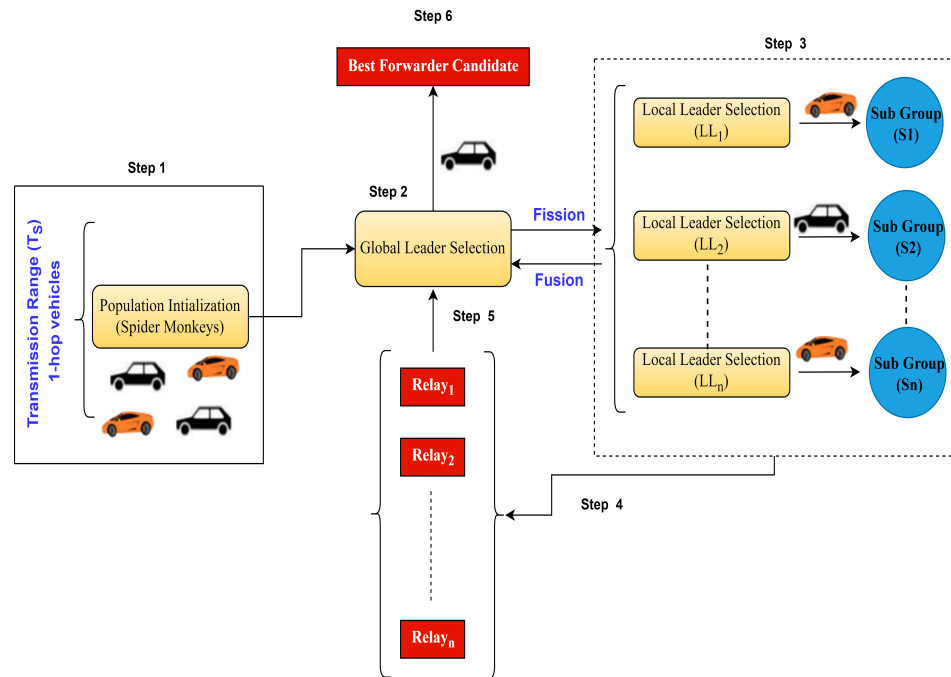 Step 6
Best Forwarder Candidate
Step 1
Transmission Range (TS)
1-hop vehicles
Population Intialization
(Spider Monkeys)
Step 2
Global Leader Selection
Fission
Fusion
Step 3
Local Leader Selection
(LL1)
Sub Group
(S1)
Local Leader Selection
(LL2)
Sub Group
(S2)
Local Leader Selection
(LLn)
Sub Group
(Sn)
Step 4
Step 5
Relay1
Relay2
Relayn